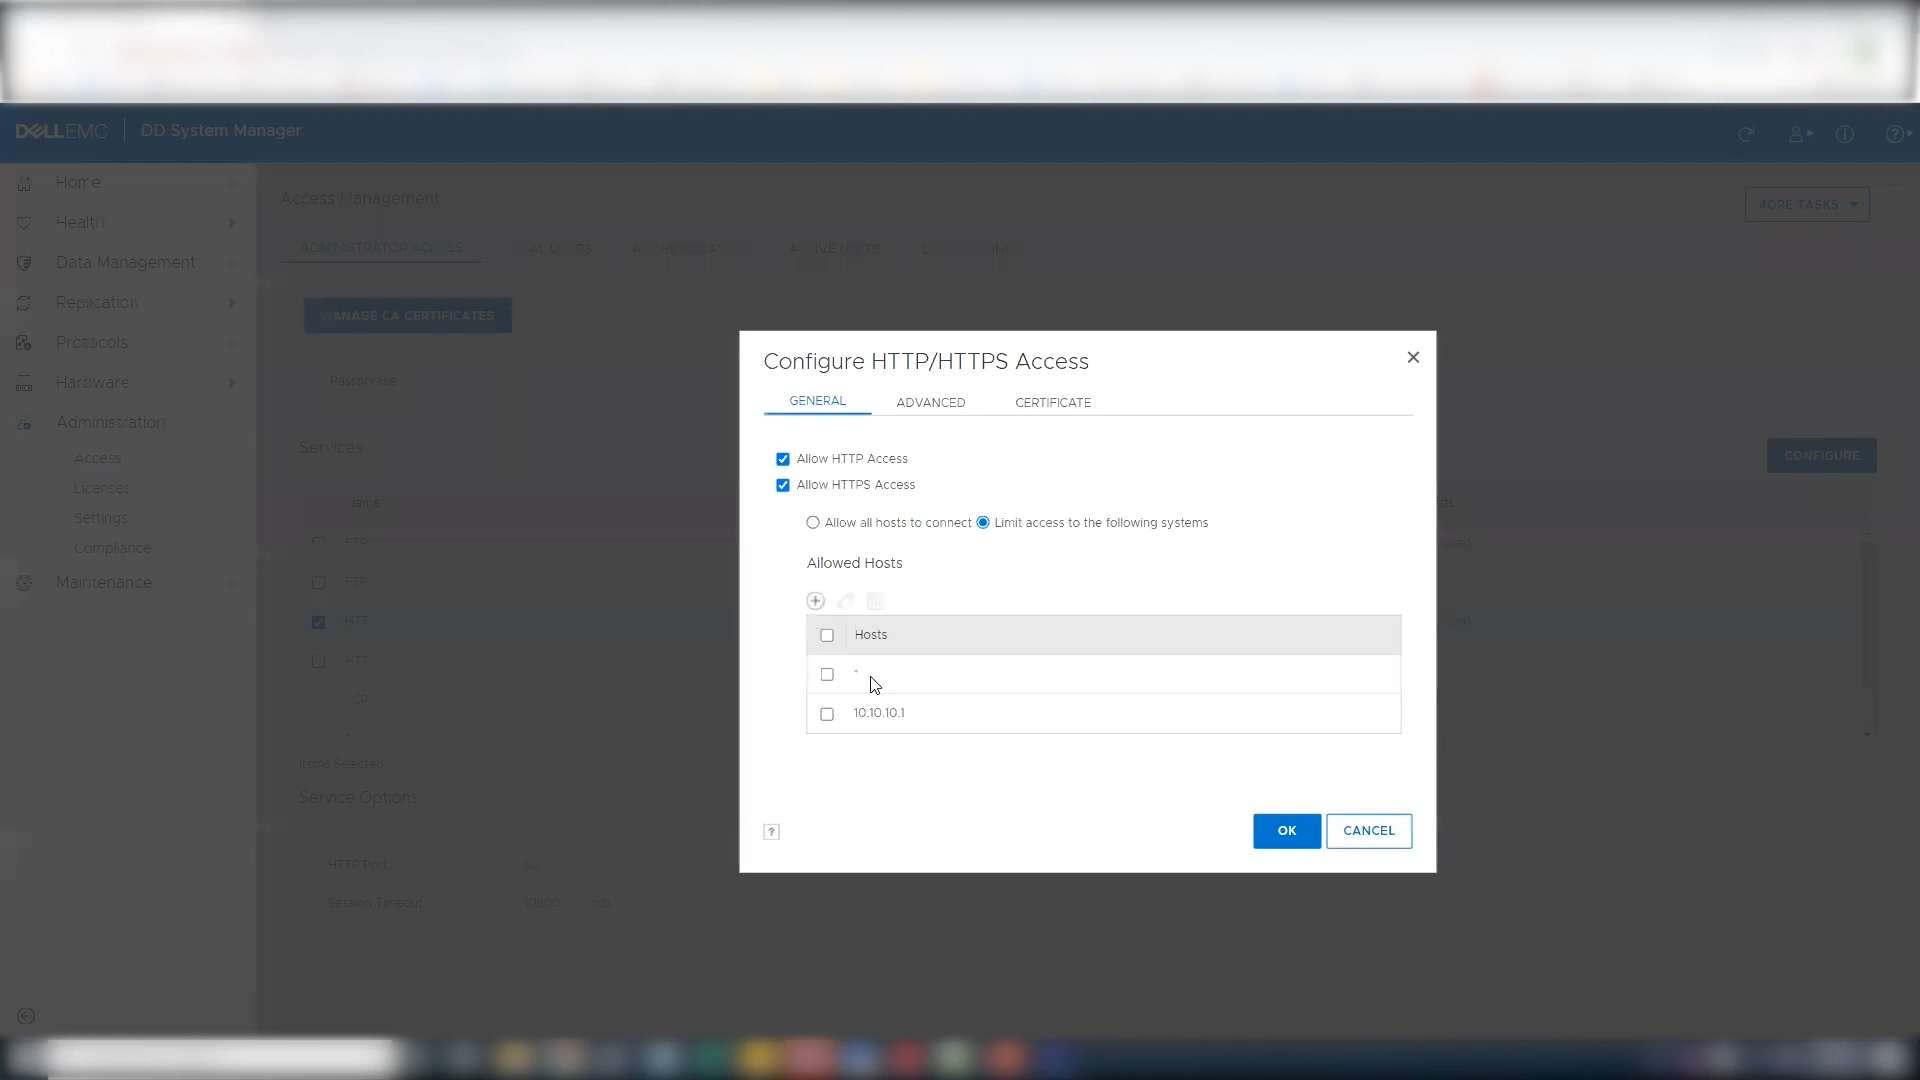 DELL EMC | DD System Manager
Home
Health
Data Management
Replication
Protocols
Hardware
Administration
Access
Licenses
Settings
Compliance
Maintenance
Access Management
MORE TASKS
ADMINISTRATOR ACCESS
MANAGE CA CERTIFICATES
Passphrase
Services
CONFIGURE
Name
Items Selected
Service Options
HTTP Port
Session Timeout 10800
Configure HTTP/HTTPS Access
GENERAL ADVANCED CERTIFICATE
Allow HTTP Access
Allow HTTPS Access
Allow all hosts to connect Limit access to the following systems
Allowed Hosts
Hosts
*
10.10.10.1
?
OK CANCEL